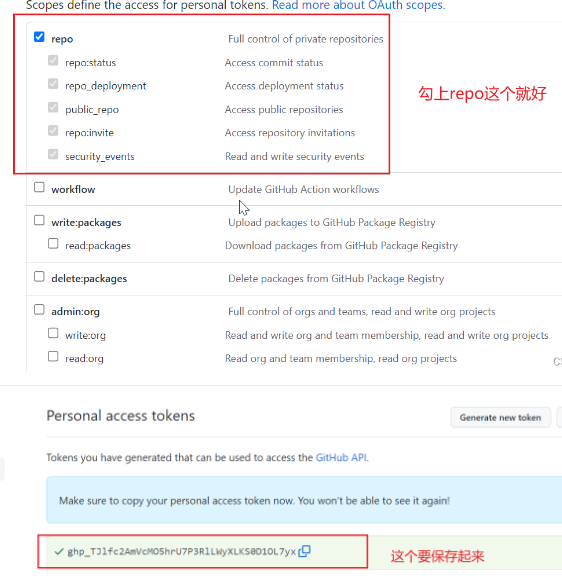 Scopes define the access for personal tokens. Read more about OAuth scopes.
repo Full control of private repositories
repo:status Access commit status
repo_deployment Access deployment status
勾上repo这个就好
public_repo Access public repositories
repo:invite Access repository invitations
security_events Read and write security events
workflow Update GitHub Action workflows
write:packages Upload packages to GitHub Package Registry
read:packages Download packages from GitHub Package Registry
delete:packages Delete packages from GitHub Package Registry
admin:org Full control of orgs and teams, read and write org projects
write:org Read and write org and team membership, read and write org projects
read:org Read org and team membership, read org projects
Personal access tokens
Generate new token
Tokens you have generated that can be used to access the GitHub API.
Make sure to copy your personal access token now. You won't be able to see it again!
这个要保存起来